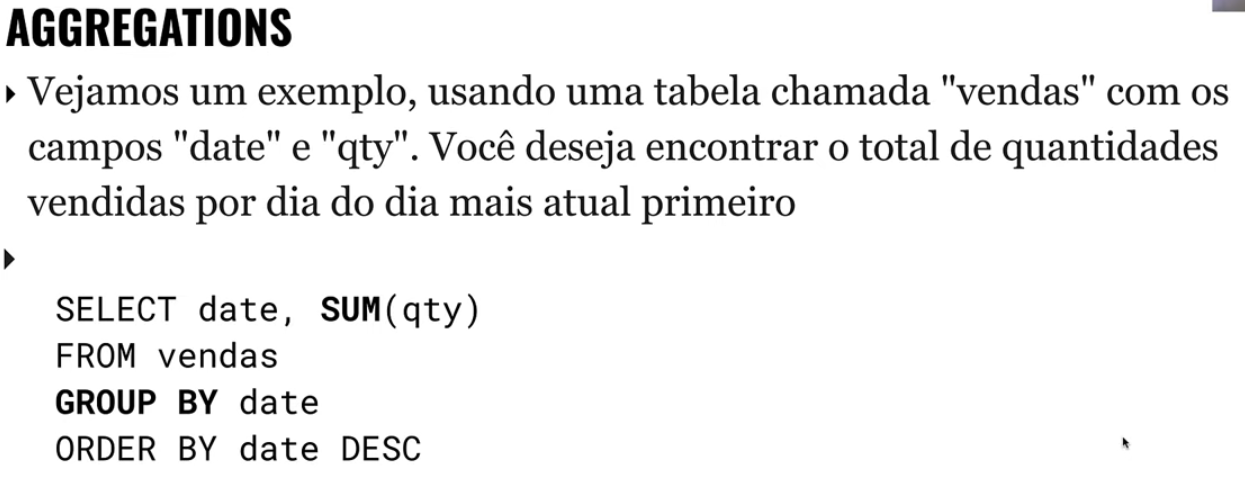 AGGREGATIONS
Vejamos um exemplo, usando uma tabela chamada "vendas" com os
campos "date" e "qty". Você deseja encontrar o total de quantidades
vendidas por dia do dia mais atual primeiro
SELECT date, SUM(qty)
FROM vendas
GROUP BY date
ORDER BY date DESC